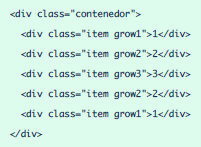 <div class="contenedor">
  <div class="item grow1">1</div>
  <div class="item grow2">2</div>
  <div class="item grow3">3</div>
  <div class="item grow2">2</div>
  <div class="item grow1">1</div>
</div>